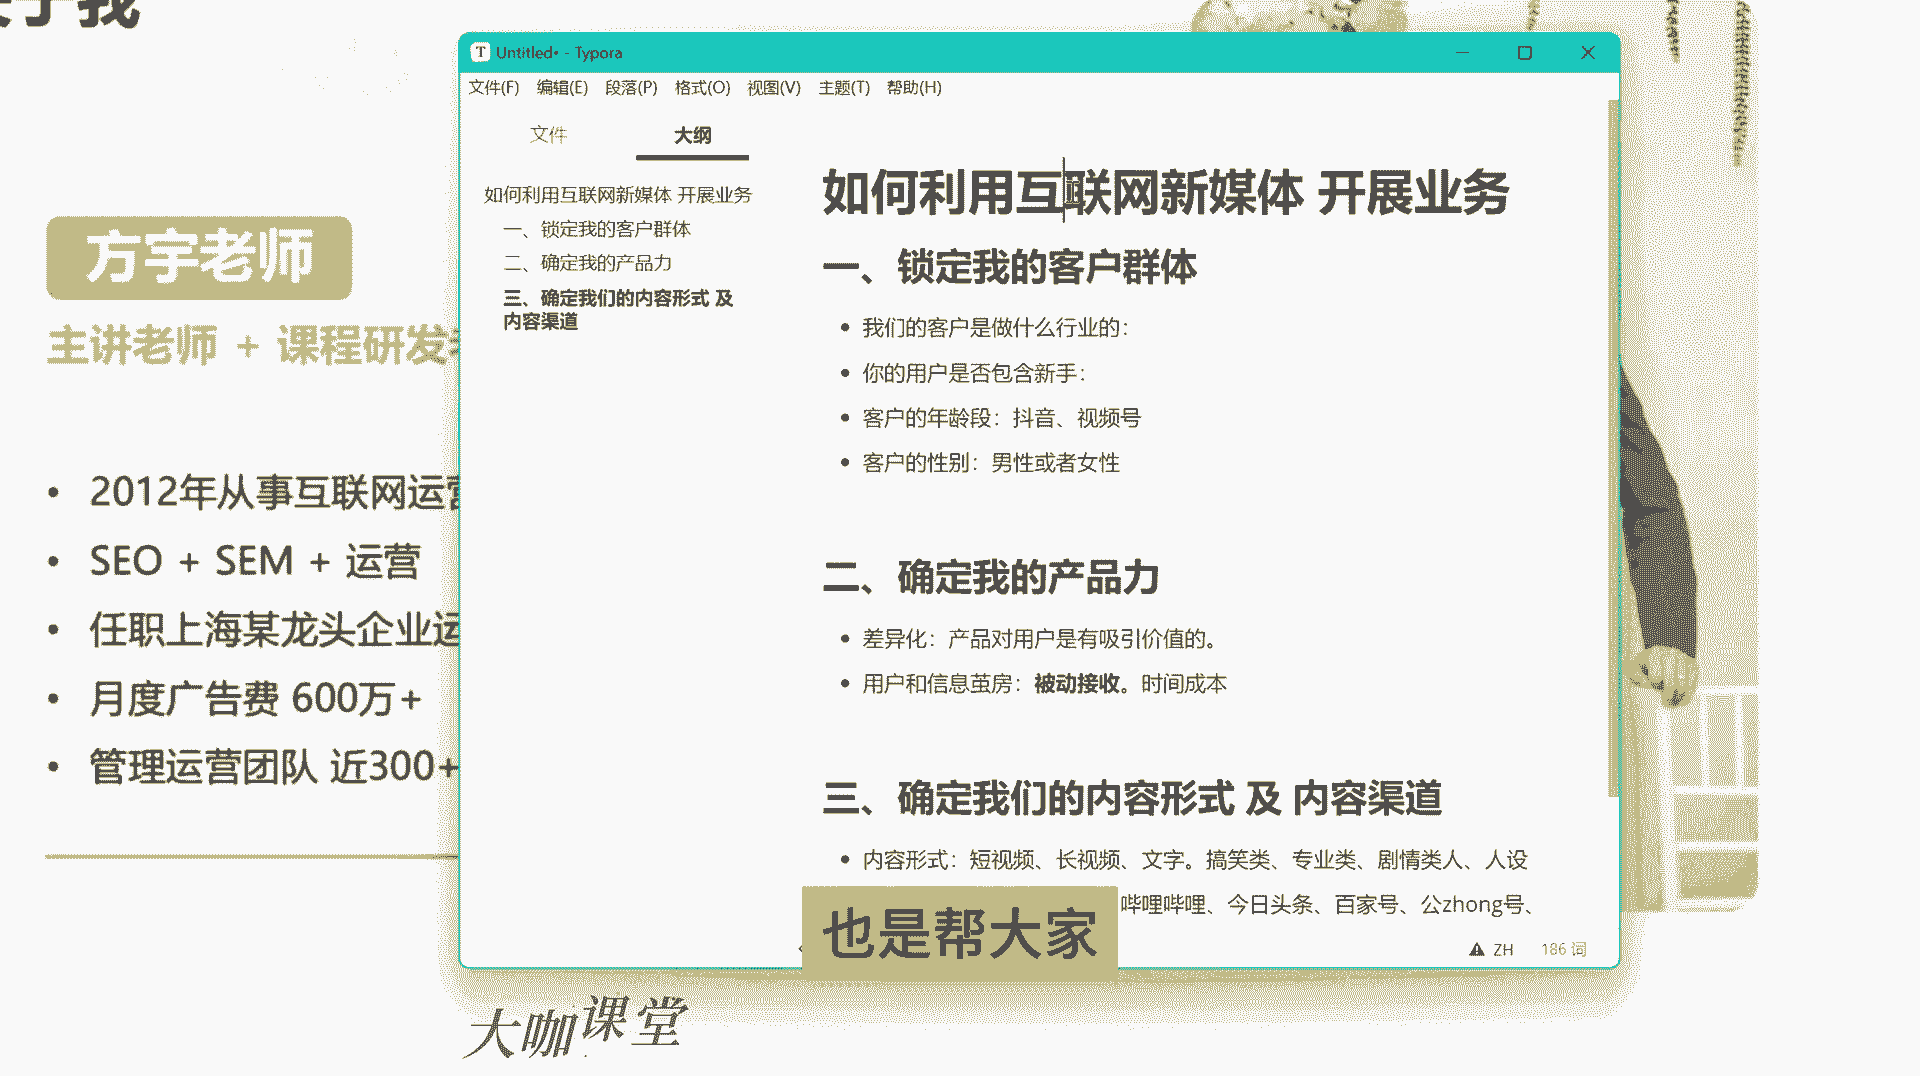 关于我
方宇老师
主讲老师 + 课程研发
2012年从事互联网运营
SEO + SEM + 运营
任职上海某龙头企业运
月度广告费 600万+
管理运营团队 近300+
Untitled• - Typora
文件(F) 编辑(E) 段落(P) 格式(O) 视图(V) 主题(T) 帮助(H)
文件 大纲
如何利用互联网新媒体 开展业务
一、锁定我的客户群体
二、确定我的产品力
三、确定我们的内容形式 及
内容渠道
如何利用互联网新媒体 开展业务
一、锁定我的客户群体
我们的客户是做什么行业的：
你的用户是否包含新手：
客户的年龄段：抖音、视频号
客户的性别：男性或者女性
二、确定我的产品力
差异化：产品对用户是有吸引价值的。
用户和信息茧房：被动接收。时间成本
三、确定我们的内容形式 及 内容渠道
内容形式：短视频、长视频、文字。搞笑类、专业类、剧情类人、人设
哔哩哔哩、今日头条、百家号、公zhong号、
也是帮大家
ZH 186 词
大咖课堂